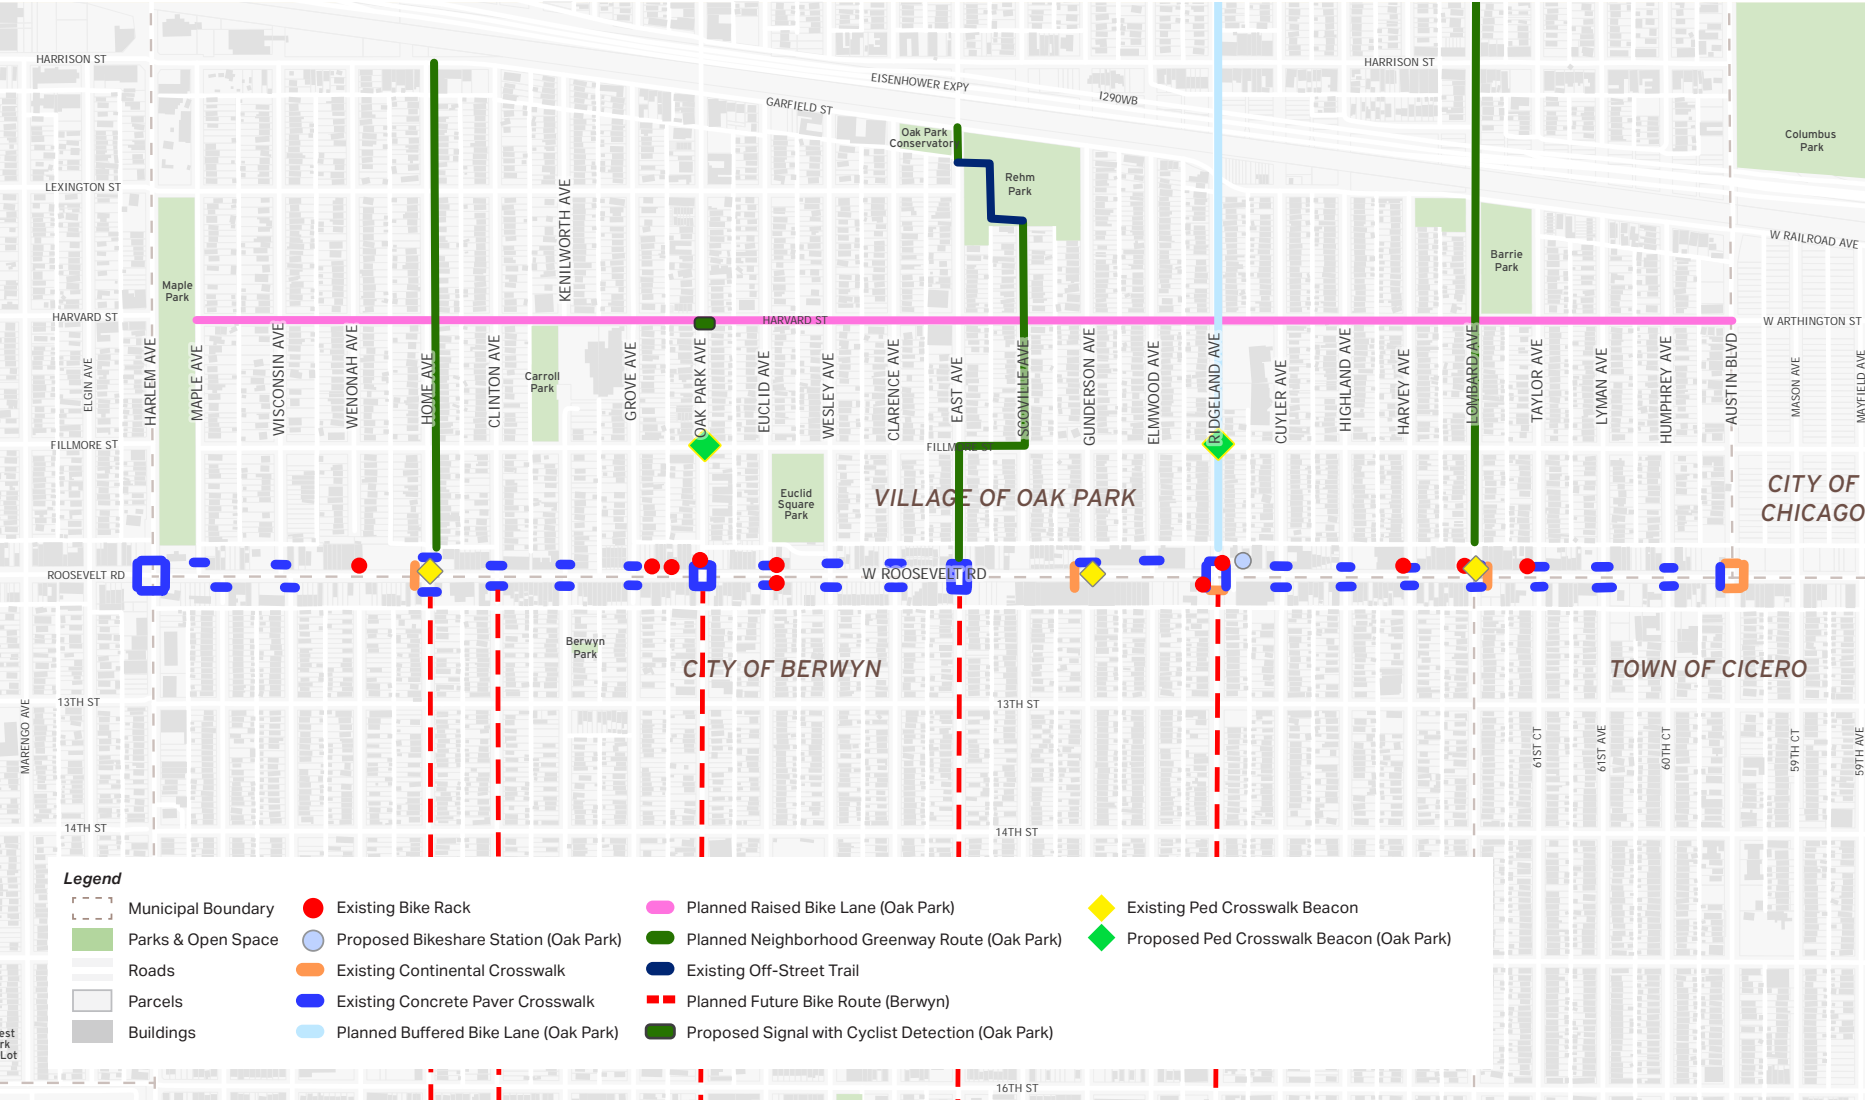 HARRISON ST
EISENHOWER EXPY
I290WB
HARRISON ST
GARFIELD ST
Oak Park
Conservatory
Columbus
Park
LEXINGTON ST
Rehm
Park
KENILWORTH AVE
W RAILROAD AVE
Barrie
Park
Maple
Park
HARVARD ST
HARVARD ST
W ARTHINGTON ST
ELGIN AVE
HARLEM AVE
MAPLE AVE
WISCONSIN AVE
WENONAH AVE
HOME AVE
CLINTON AVE
Carroll
Park
GROVE AVE
OAK PARK AVE
EUCLID AVE
WESLEY AVE
CLARENCE AVE
EAST AVE
SCOVILLE AVE
GUNDERSON AVE
ELMWOOD AVE
RIDGELAND AVE
CUYLER AVE
HIGHLAND AVE
HARVEY AVE
LOMBARD AVE
TAYLOR AVE
LYMAN AVE
HUMPHREY AVE
AUSTIN BLVD
MASON AVE
MAYFIELD AVE
FILLMORE ST
FILLMORE ST
Euclid
Square
Park
VILLAGE OF OAK PARK
CITY OF
CHICAGO
ROOSEVELT RD
W ROOSEVELT RD
Berwyn
Park
CITY OF BERWYN
TOWN OF CICERO
MARENGO AVE
13TH ST
13TH ST
61ST CT
61ST AVE
60TH CT
59TH CT
59TH AVE
14TH ST
14TH ST
Legend
Municipal Boundary
Parks & Open Space
Roads
Parcels
Buildings
Existing Bike Rack
Proposed Bikeshare Station (Oak Park)
Existing Continental Crosswalk
Existing Concrete Paver Crosswalk
Planned Buffered Bike Lane (Oak Park)
Planned Raised Bike Lane (Oak Park)
Planned Neighborhood Greenway Route (Oak Park)
Existing Off-Street Trail
Planned Future Bike Route (Berwyn)
Proposed Signal with Cyclist Detection (Oak Park)
Existing Ped Crosswalk Beacon
Proposed Ped Crosswalk Beacon (Oak Park)
est
rk
Lot
16TH ST